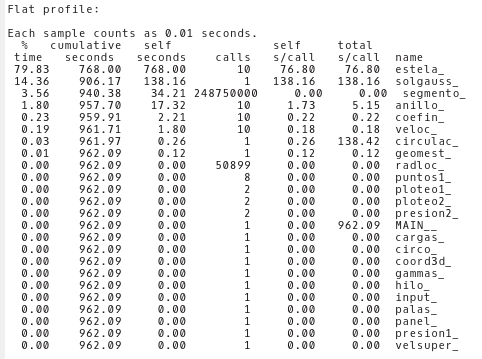 Flat profile:
Each sample counts as 0.01 seconds.
% cumulative self self total
time seconds seconds calls s/call s/call name
79.83 768.00 768.00 10 76.80 76.80 estela_
14.36 906.17 138.16 1 138.16 138.16 solgauss_
3.56 940.38 34.21 248750000 0.00 0.00 segmento_
1.80 957.70 17.32 10 1.73 5.15 anillo_
0.23 959.91 2.21 10 0.22 0.22 coefin_
0.19 961.71 1.80 10 0.18 0.18 veloc_
0.03 961.97 0.26 1 0.26 138.42 circulac_
0.01 962.09 0.12 1 0.12 0.12 geomest_
0.00 962.09 0.00 50899 0.00 0.00 radloc_
0.00 962.09 0.00 8 0.00 0.00 puntos1_
0.00 962.09 0.00 2 0.00 0.00 ploteo1_
0.00 962.09 0.00 2 0.00 0.00 ploteo2_
0.00 962.09 0.00 2 0.00 0.00 presion2_
0.00 962.09 0.00 1 0.00 962.09 MAIN__
0.00 962.09 0.00 1 0.00 0.00 cargas_
0.00 962.09 0.00 1 0.00 0.00 circo_
0.00 962.09 0.00 1 0.00 0.00 coord3d_
0.00 962.09 0.00 1 0.00 0.00 gammas_
0.00 962.09 0.00 1 0.00 0.00 hilo_
0.00 962.09 0.00 1 0.00 0.00 input_
0.00 962.09 0.00 1 0.00 0.00 palas_
0.00 962.09 0.00 1 0.00 0.00 panel_
0.00 962.09 0.00 1 0.00 0.00 presion1_
0.00 962.09 0.00 1 0.00 0.00 velsuper_